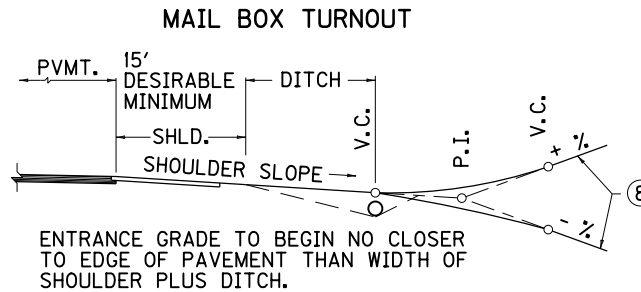 MAIL BOX TURNOUT
PVMT.
15'
DESIRABLE
MINIMUM
DITCH
SHLD.
V.C.
P.I.
V.C.
SHOULDER SLOPE
+ %
- %
8
ENTRANCE GRADE TO BEGIN NO CLOSER
TO EDGE OF PAVEMENT THAN WIDTH OF
SHOULDER PLUS DITCH.